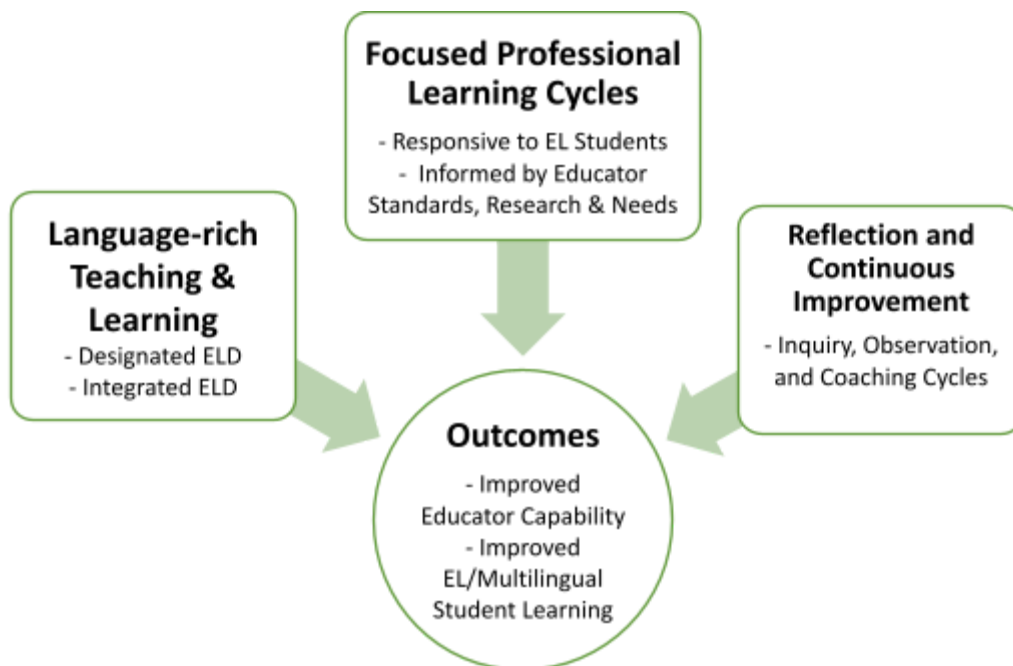 Focused Professional
Learning Cycles
- Responsive to EL Students
- Informed by Educator
Standards, Research & Needs
Language-rich
Teaching &
Learning
- Designated ELD
- Integrated ELD
Reflection and
Continuous
Improvement
- Inquiry, Observation,
and Coaching Cycles
Outcomes
- Improved
Educator Capability
- Improved
EL/Multilingual
Student Learning